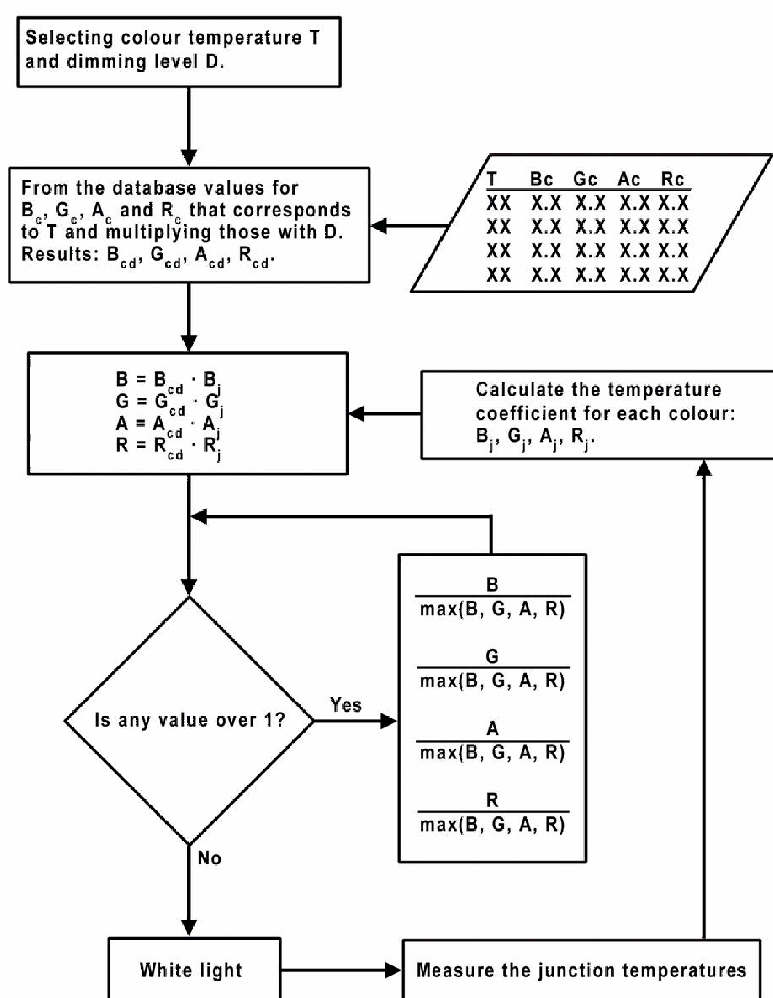 Selecting colour temperature T
and dimming level D.
T Bc Gc Ac Rc
XX X.X X.X X.X X.X
XX X.X X.X X.X X.X
XX X.X X.X X.X X.X
XX X.X X.X X.X X.X
From the database values for
Bc, Gc, Ac and Rc that corresponds
to T and multiplying those with D.
Results: Bcd, Gcd, Acd, Rcd.
B = Bcd · Bj
G = Gcd · Gj
A = Acd · Aj
R = Rcd · Rj
Calculate the temperature
coefficient for each colour:
Bj, Gj, Aj, Rj.
Is any value over 1?
Yes
B
max(B, G, A, R)
G
max(B, G, A, R)
A
max(B, G, A, R)
R
max(B, G, A, R)
No
White light
Measure the junction temperatures